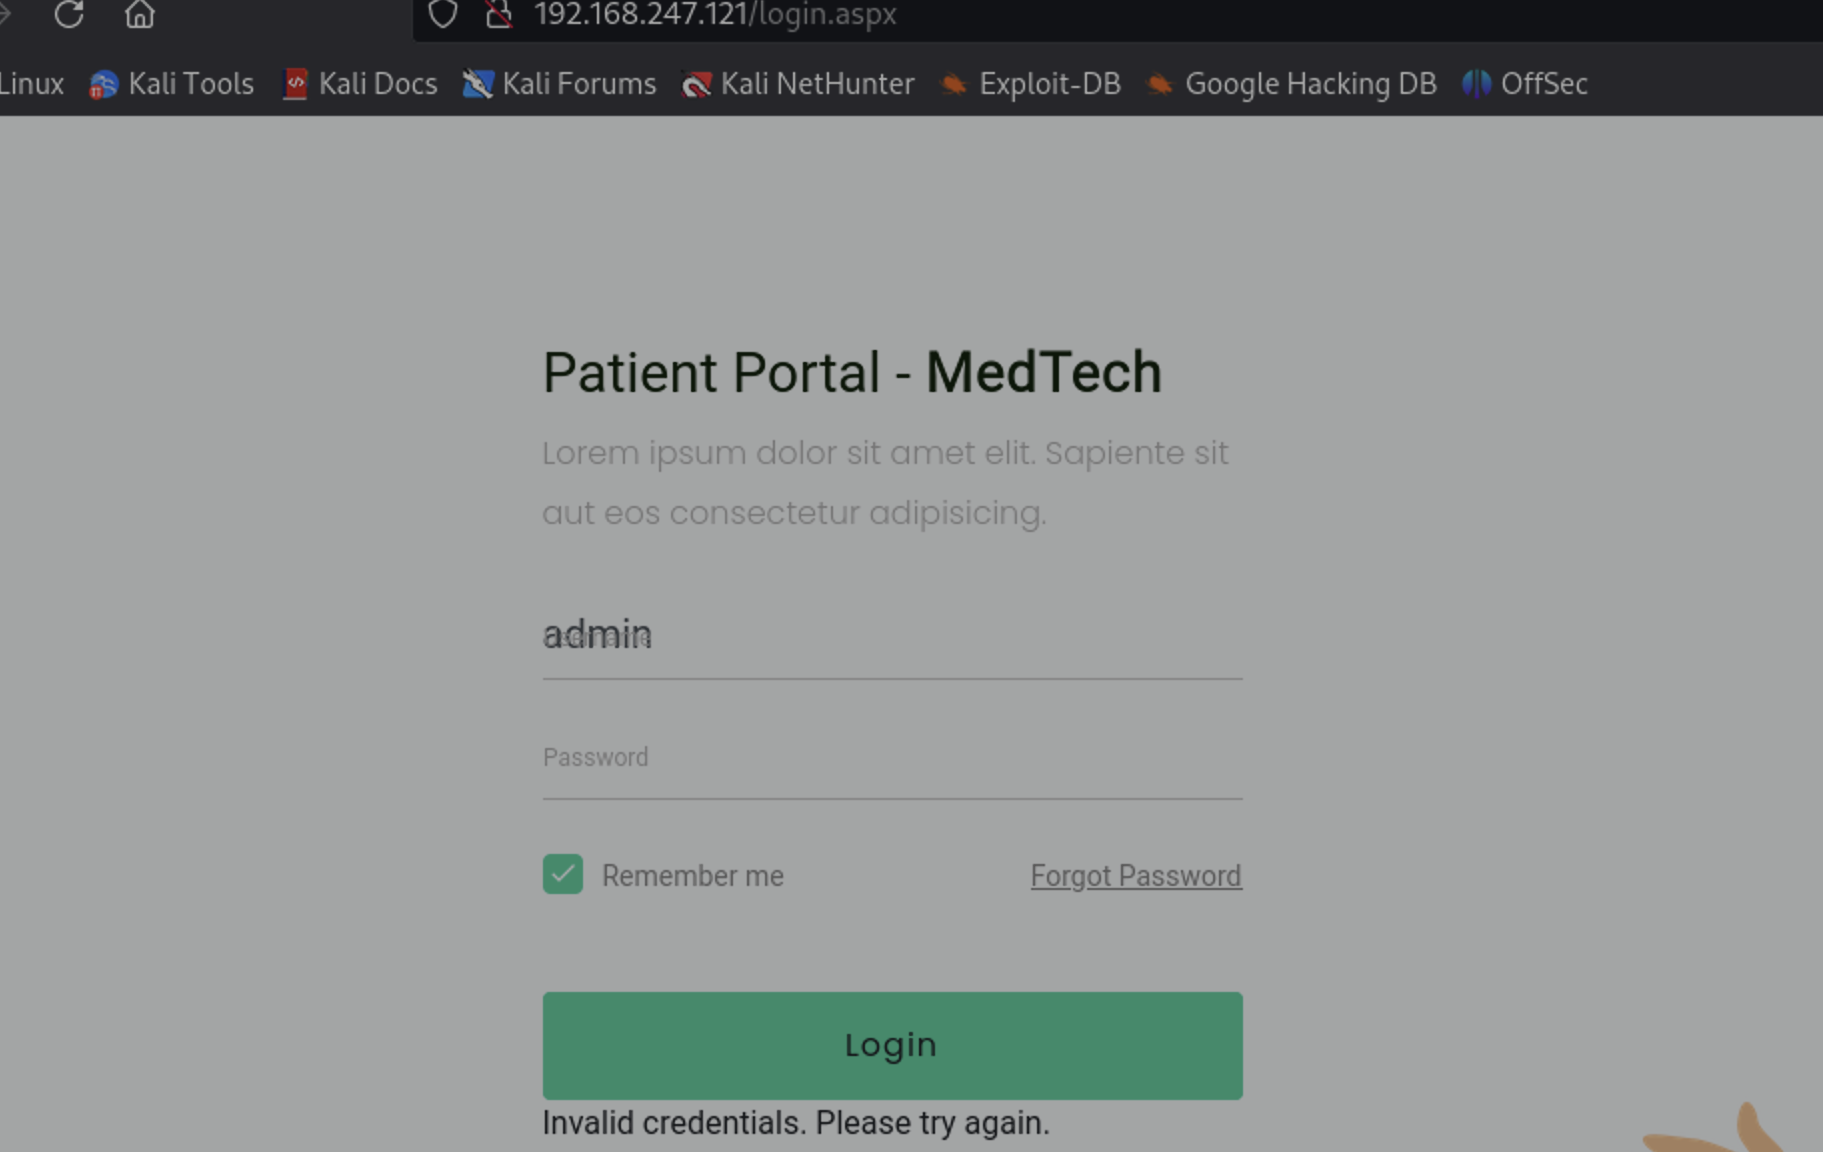 192.168.247.121/login.aspx
Linux Kali Tools Kali Docs Kali Forums Kali NetHunter Exploit-DB Google Hacking DB OffSec
Patient Portal - MedTech
Lorem ipsum dolor sit amet elit. Sapiente sit
aut eos consectetur adipisicing.
admin
Username
Password
Remember me Forgot Password
Login
Invalid credentials. Please try again.